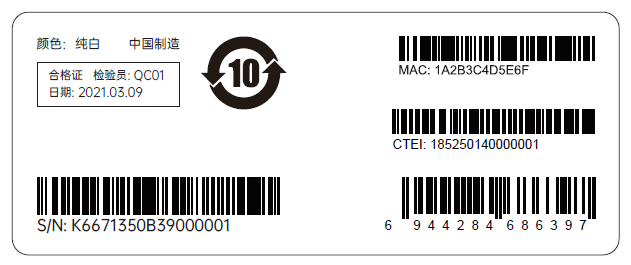 颜色: 纯白 中国制造
合格证 检验员: QC01
日期: 2021.03.09
10
MAC: 1A2B3C4D5E6F
CTEI: 185250140000001
S/N: K6671350B39000001
6 944284 686397